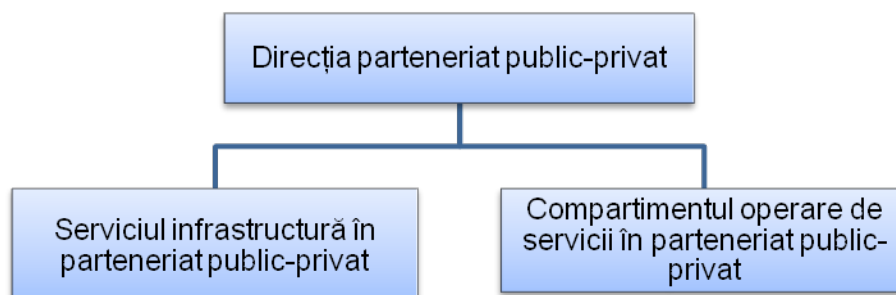 Direcția parteneriat public-privat
Serviciul infrastructură în
parteneriat public-privat
Compartimentul operare de
servicii în parteneriat public-
privat